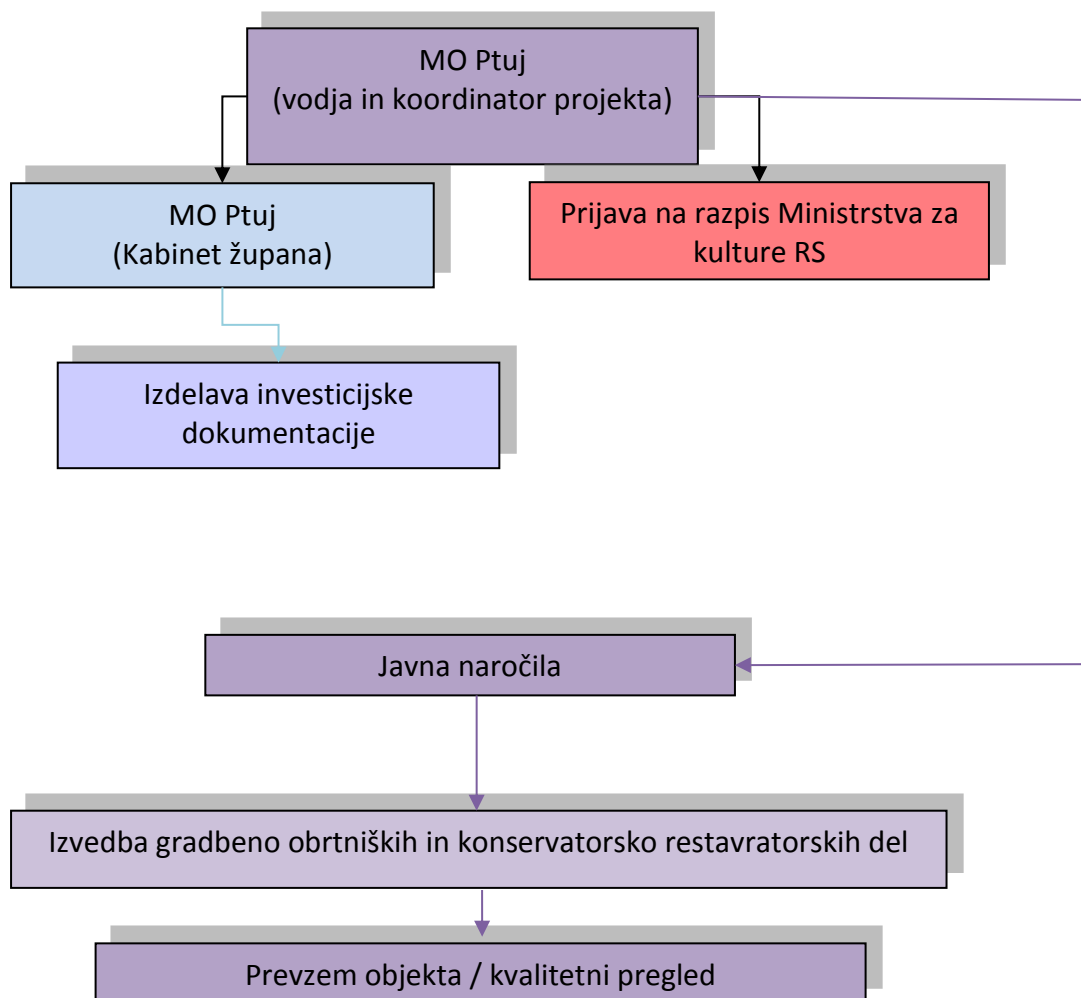 MO Ptuj
(vodja in koordinator projekta)
MO Ptuj
(Kabinet župana)
Prijava na razpis Ministrstva za
kulture RS
Izdelava investicijske
dokumentacije
Javna naročila
Izvedba gradbeno obrtniških in konservatorsko restavratorskih del
Prevzem objekta / kvalitetni pregled